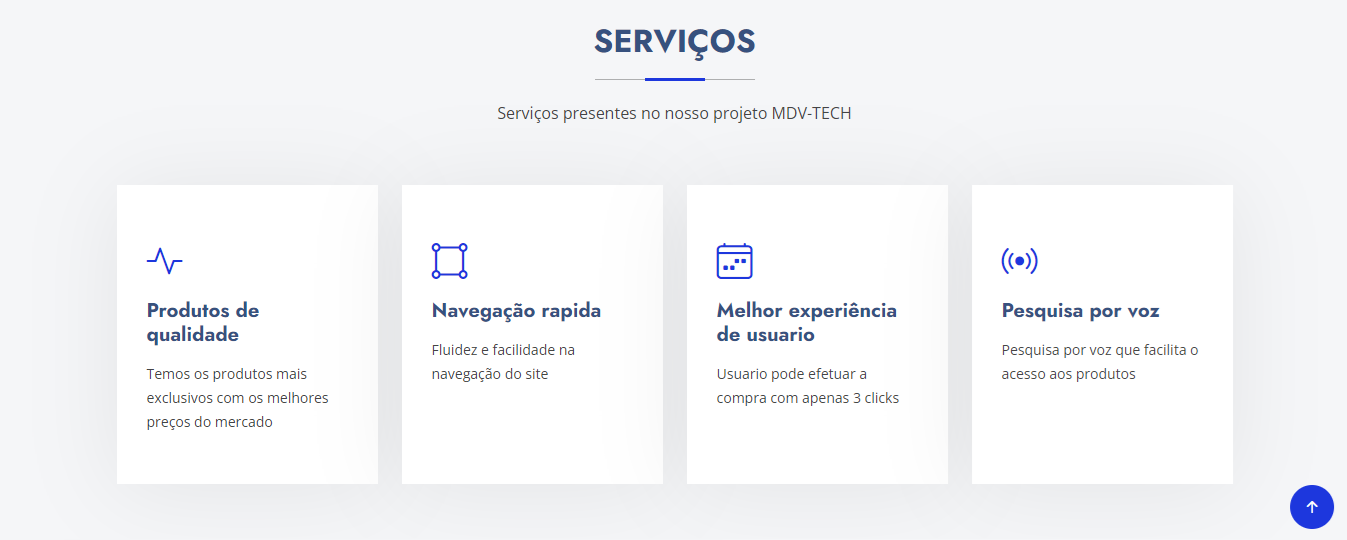 SERVIÇOS
Serviços presentes no nosso projeto MDV-TECH
Produtos de
qualidade
Temos os produtos mais
exclusivos com os melhores
preços do mercado
Navegação rapida
Fluidez e facilidade na
navegação do site
Melhor experiência
de usuario
Usuario pode efetuar a
compra com apenas 3 clicks
Pesquisa por voz
Pesquisa por voz que facilita o
acesso aos produtos